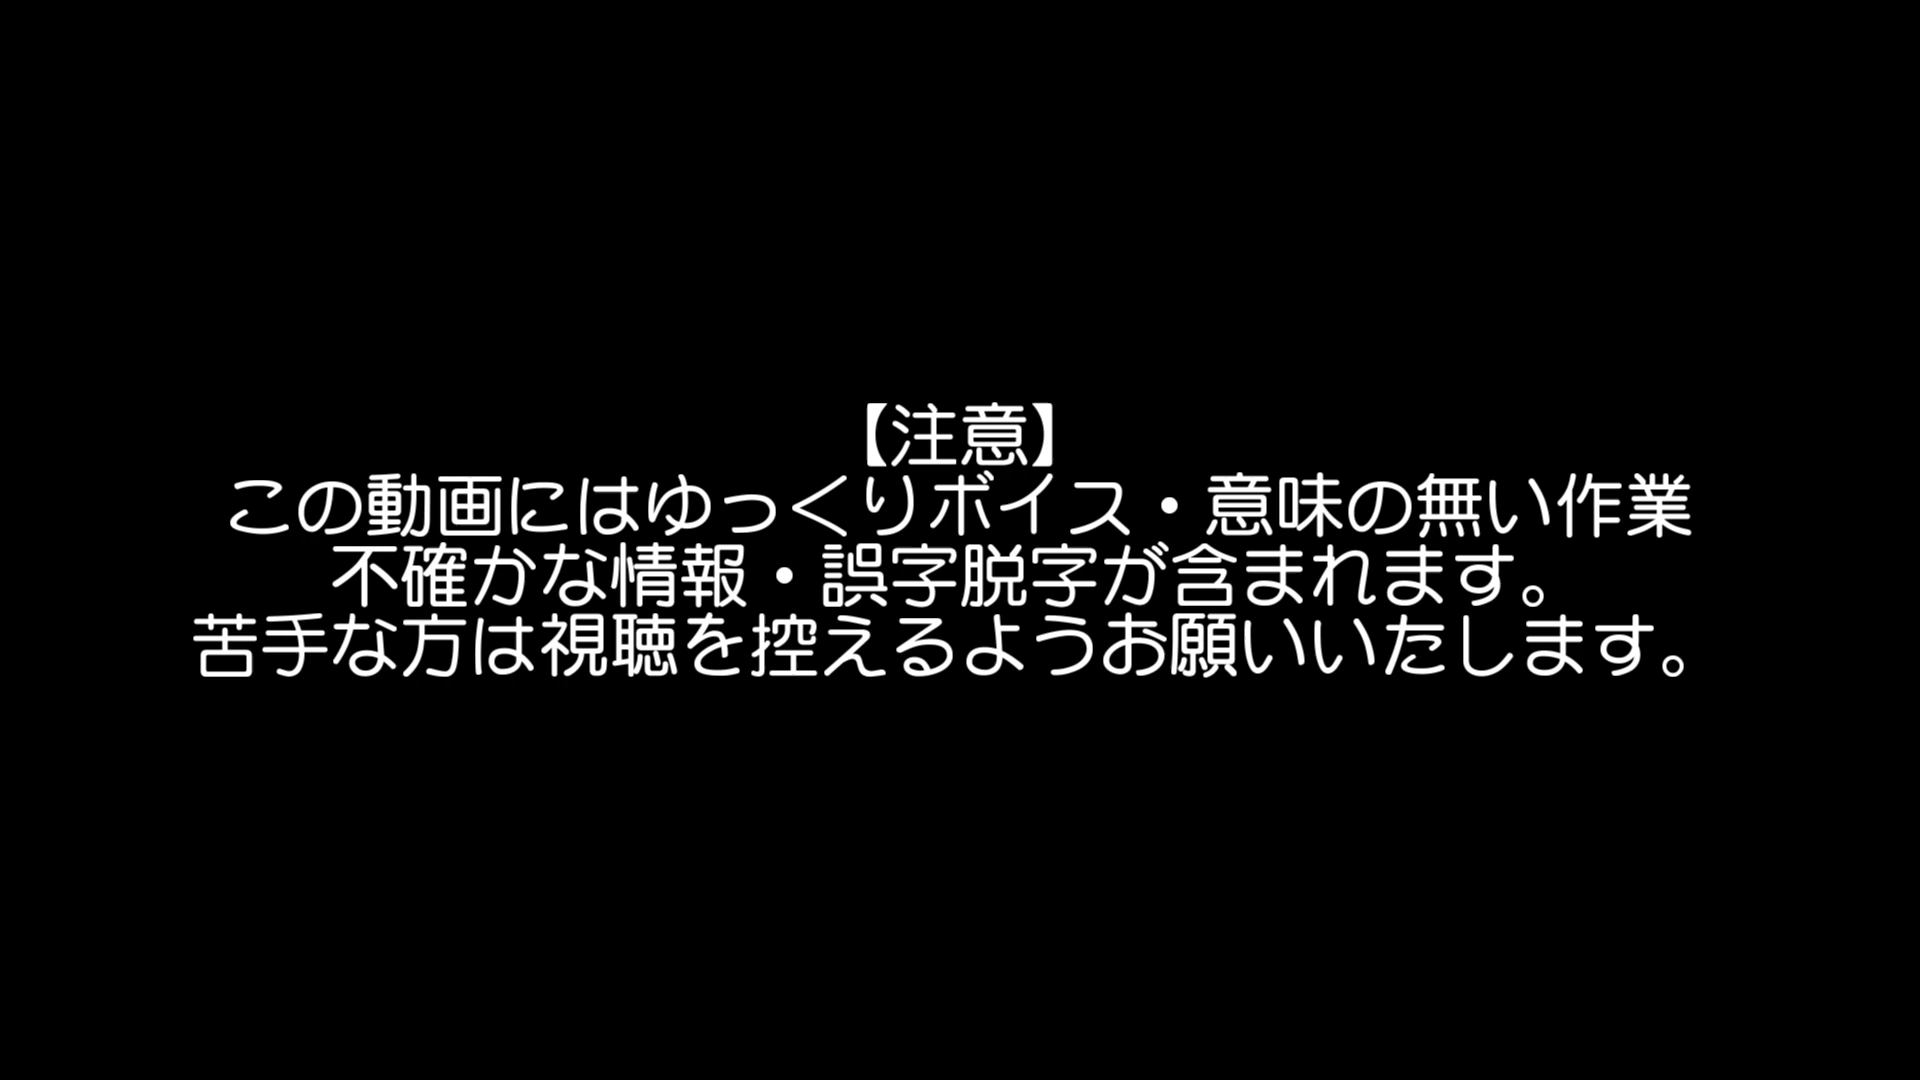 【注意】
この動画にはゆっくりボイス・意味の無い作業
不確かな情報・誤字脱字が含まれます。
苦手な方は視聴を控えるようお願いいたします。